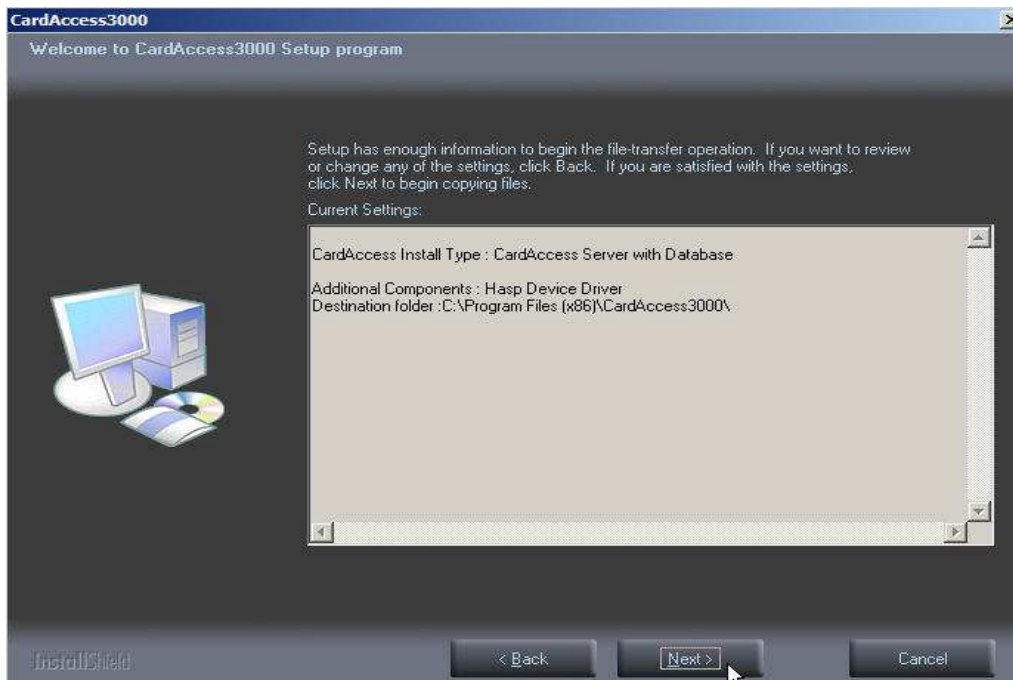 CardAccess3000
Welcome to CardAccess3000 Setup program
Setup has enough information to begin the file-transfer operation. If you want to review
or change any of the settings, click Back. If you are satisfied with the settings,
click Next to begin copying files.
Current Settings:
CardAccess Install Type : CardAccess Server with Database
Additional Components : Hasp Device Driver
Destination folder :C:\Program Files (x86)\CardAccess3000\
InstallShield
< Back
Next >
Cancel